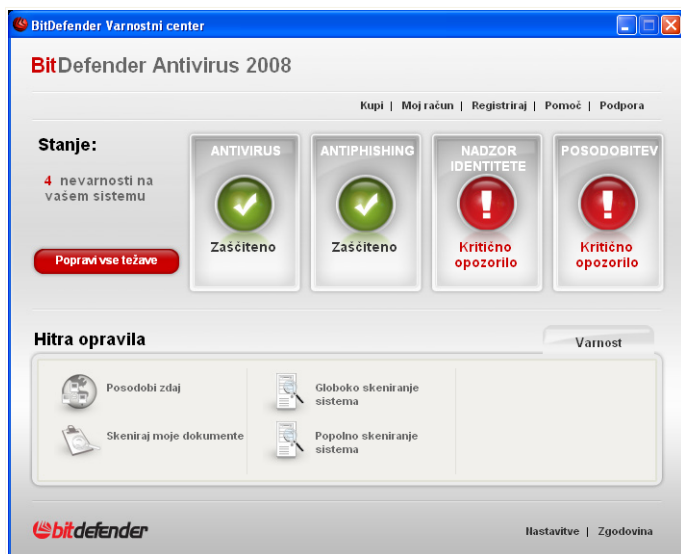 BitDefender Varnostni center
BitDefender Antivirus 2008
Kupi | Moj račun | Registriraj | Pomoč | Podpora
Stanje:
4 nevarnosti na
vašem sistemu
Popravi vse težave
ANTIVIRUS
Zaščiteno
ANTIPHISHING
Zaščiteno
NADZOR
IDENTITETE
Kritično
opozorilo
POSODOBITEV
Kritično
opozorilo
Hitra opravila
Varnost
Posodobi zdaj
Globoko skeniranje
sistema
Skeniraj moje dokumente
Popolno skeniranje
sistema
bitdefender
Nastavitve | Zgodovina